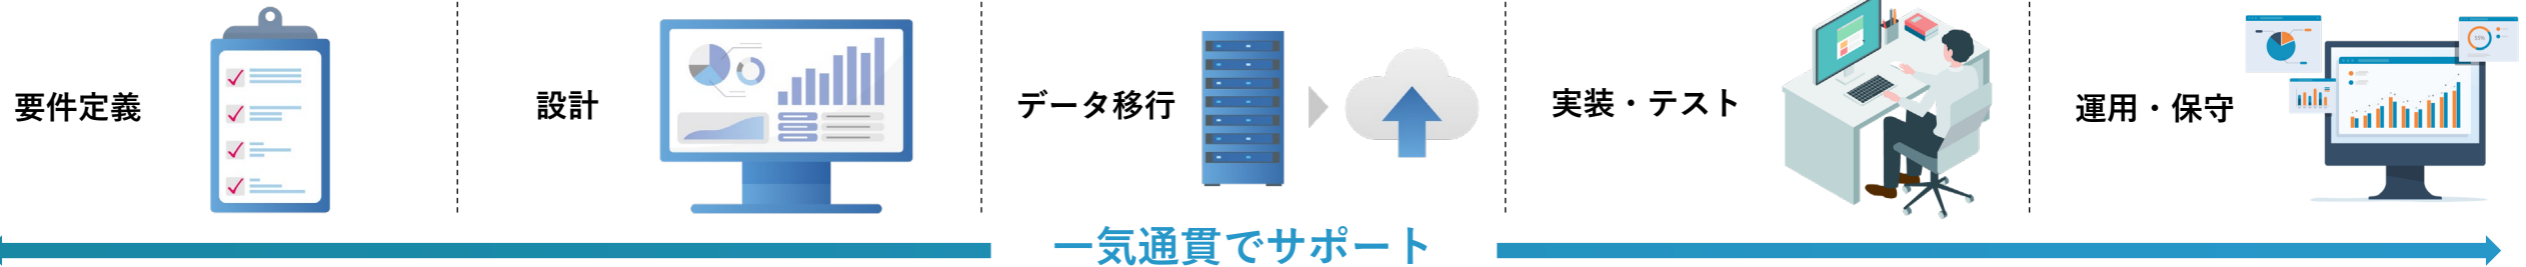 要件定義
設計
データ移行
実装・テスト
運用・保守
一気通貫でサポート